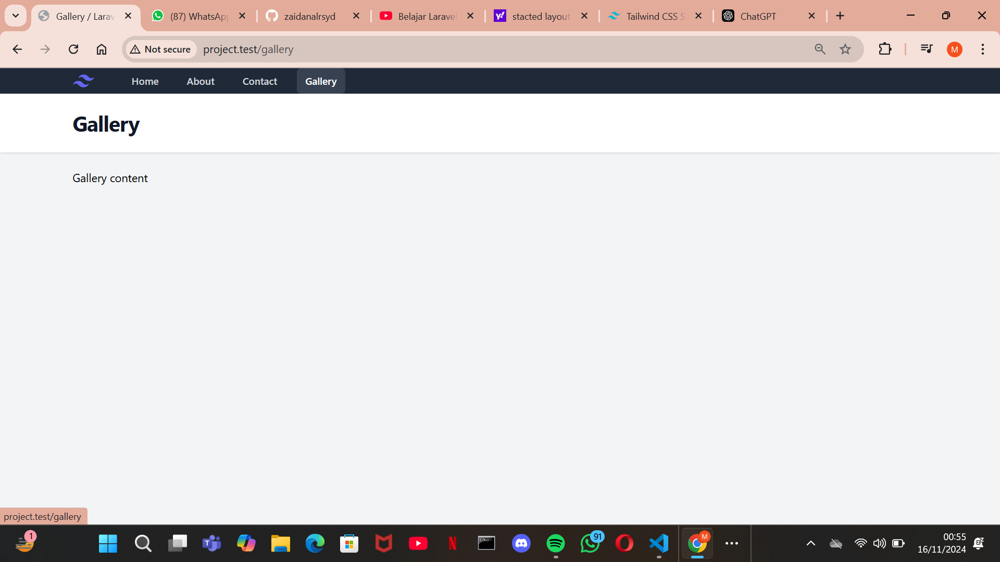 Gallery / Larav
(87) WhatsApp
zaidanalrsyd
Belajar Laravel
stacted layout
Tailwind CSS S
ChatGPT
Not secure
project.test/gallery
M
Home
About
Contact
Gallery
Gallery
Gallery content
project.test/gallery
1
91
M
00:55
16/11/2024